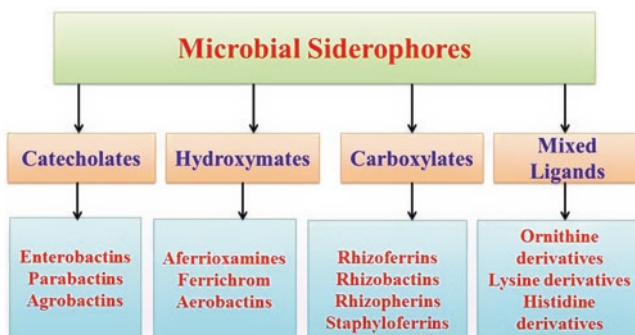 Microbial Siderophores
Catecholates
Hydroxymates
Carboxylates
Mixed
Ligands
Enterobactins
Parabactins
Agrobactins
Aferrioxamines
Ferrichrom
Aerobactins
Rhizoferrins
Rhizobactins
Rhizopherins
Staphyloferrins
Ornithine
derivatives
Lysine derivatives
Histidine
derivatives